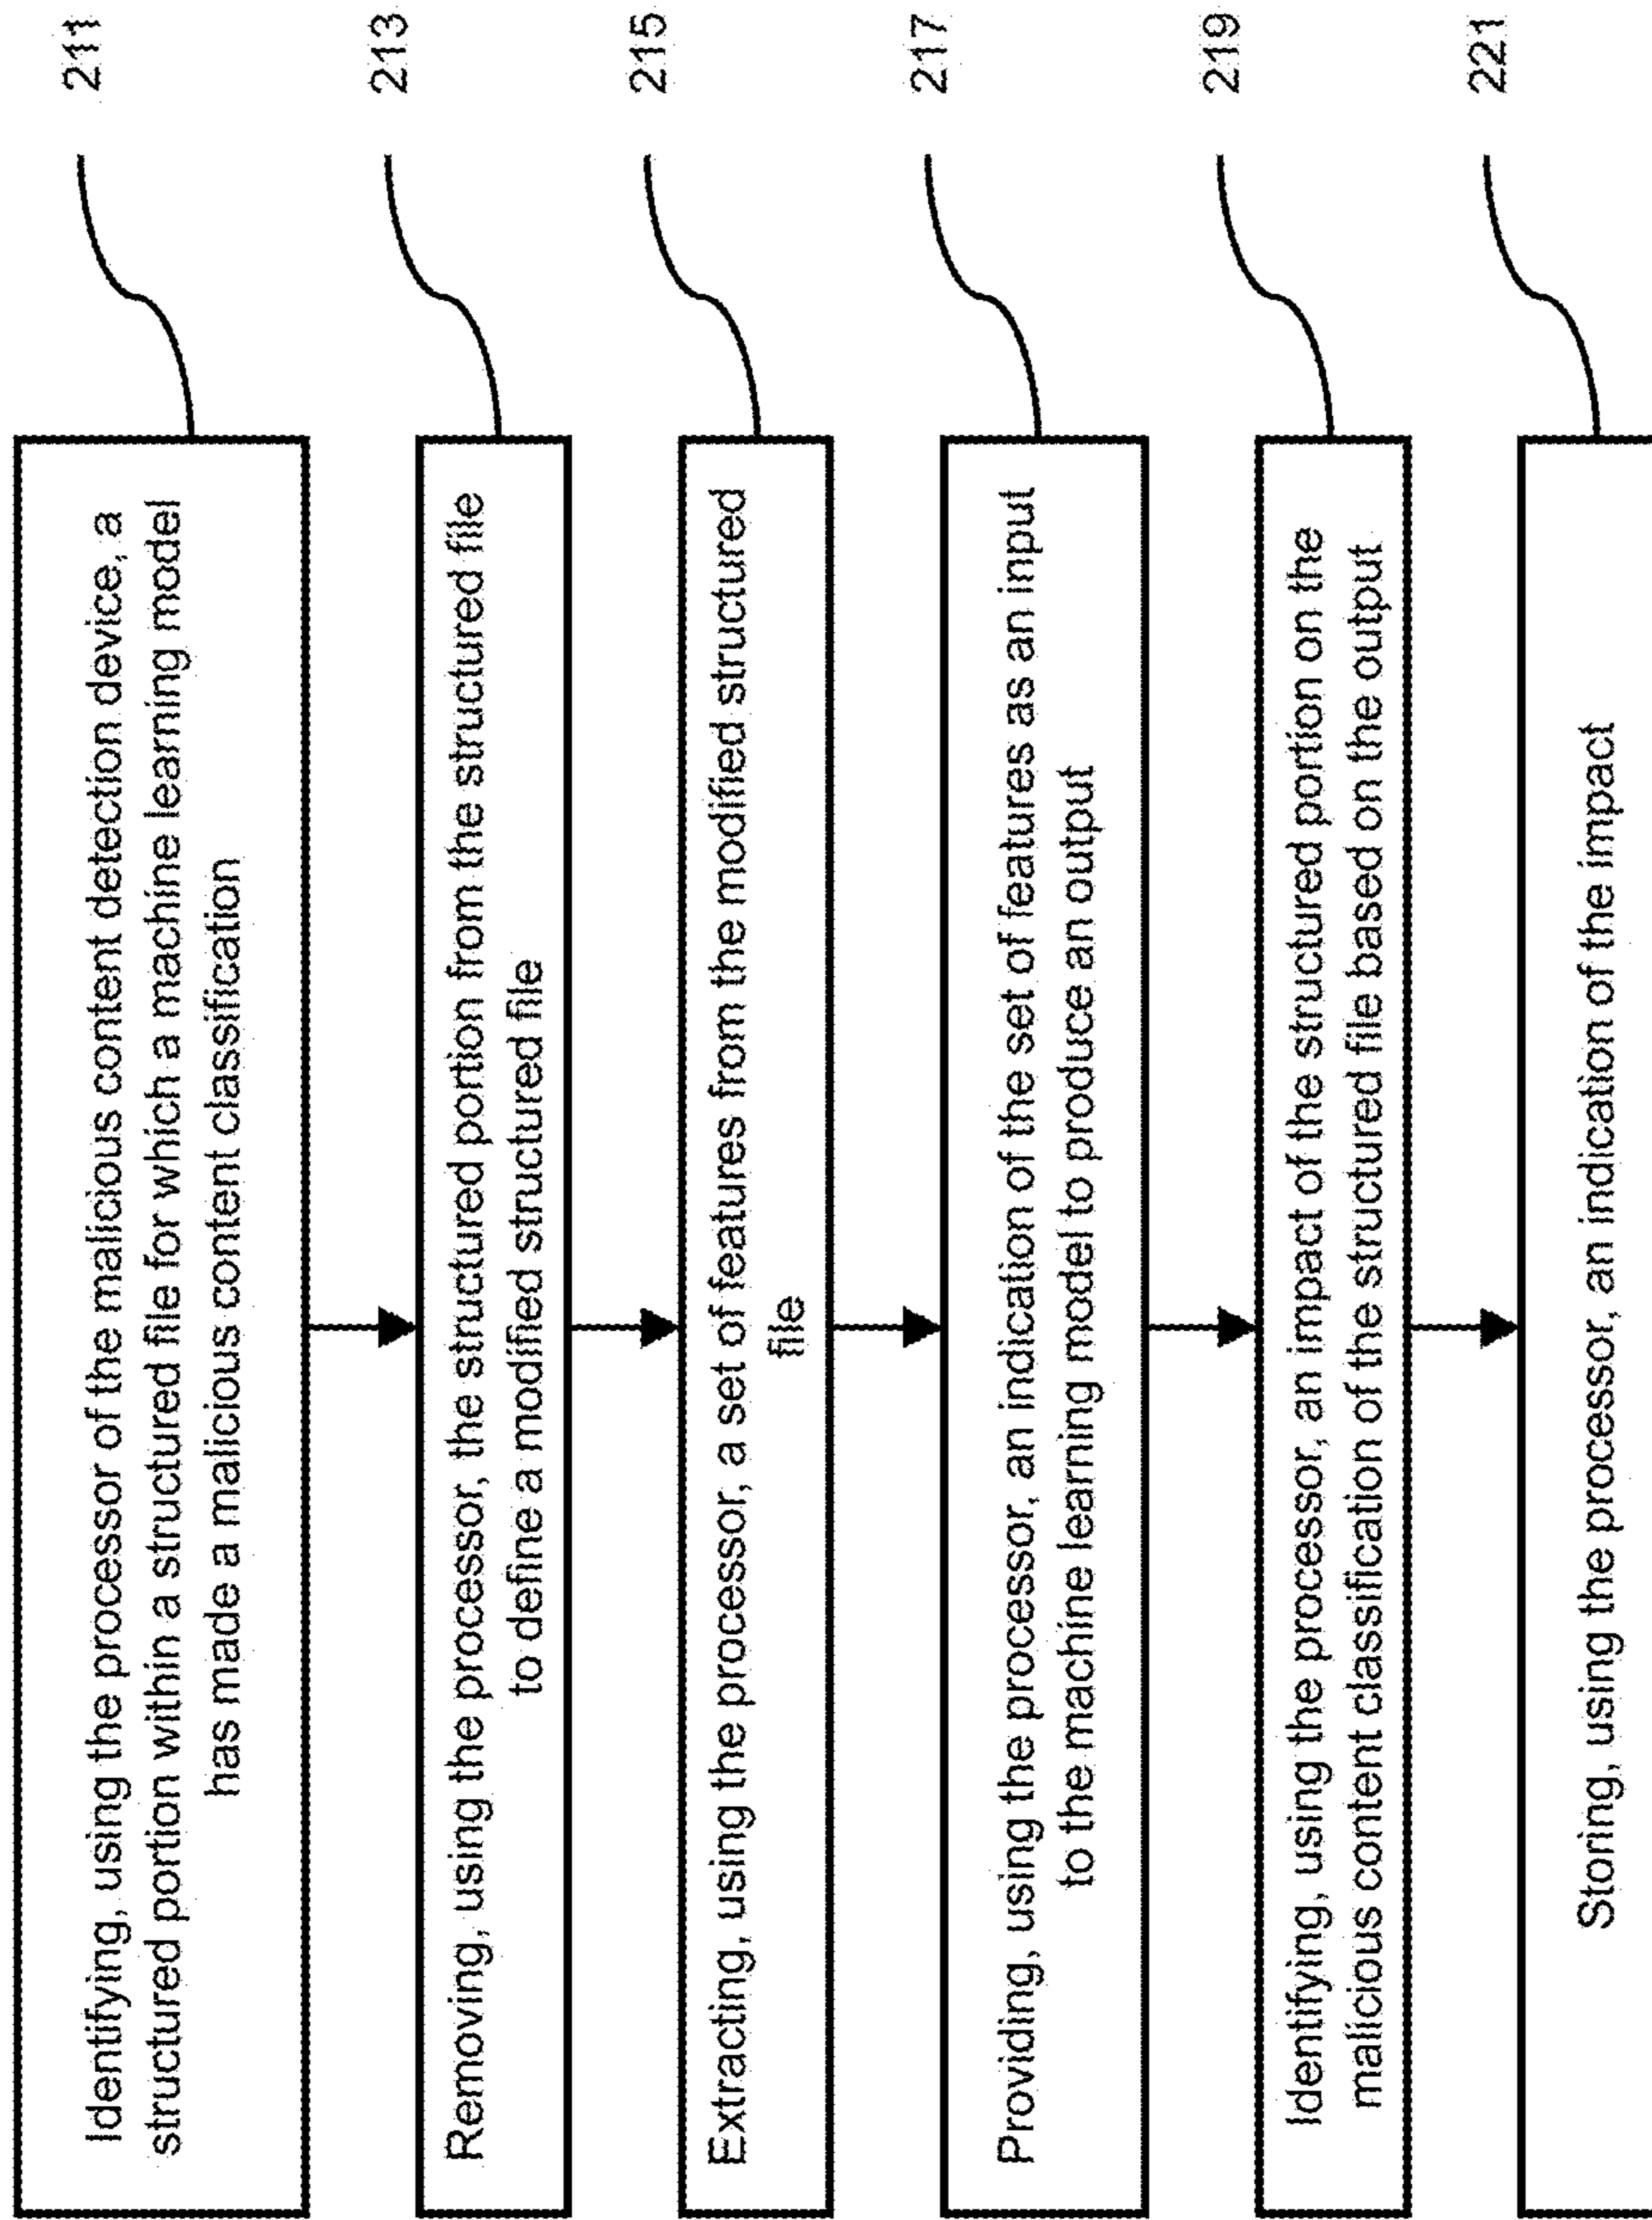 Identifying, using the processor of the malicious content detection device, a
structured portion within a structured file for which a machine learning model
has made a malicious content classification
211
Removing, using the processor, the structured portion from the structured file
to define a modified structured file
213
Extracting, using the processor, a set of features from the modified structured
file
215
Providing, using the processor, an indication of the set of features as an input
to the machine learning model to produce an output
217
Identifying, using the processor, an impact of the structured portion on the
malicious content classification of the structured file based on the output
219
Storing, using the processor, an indication of the impact
221